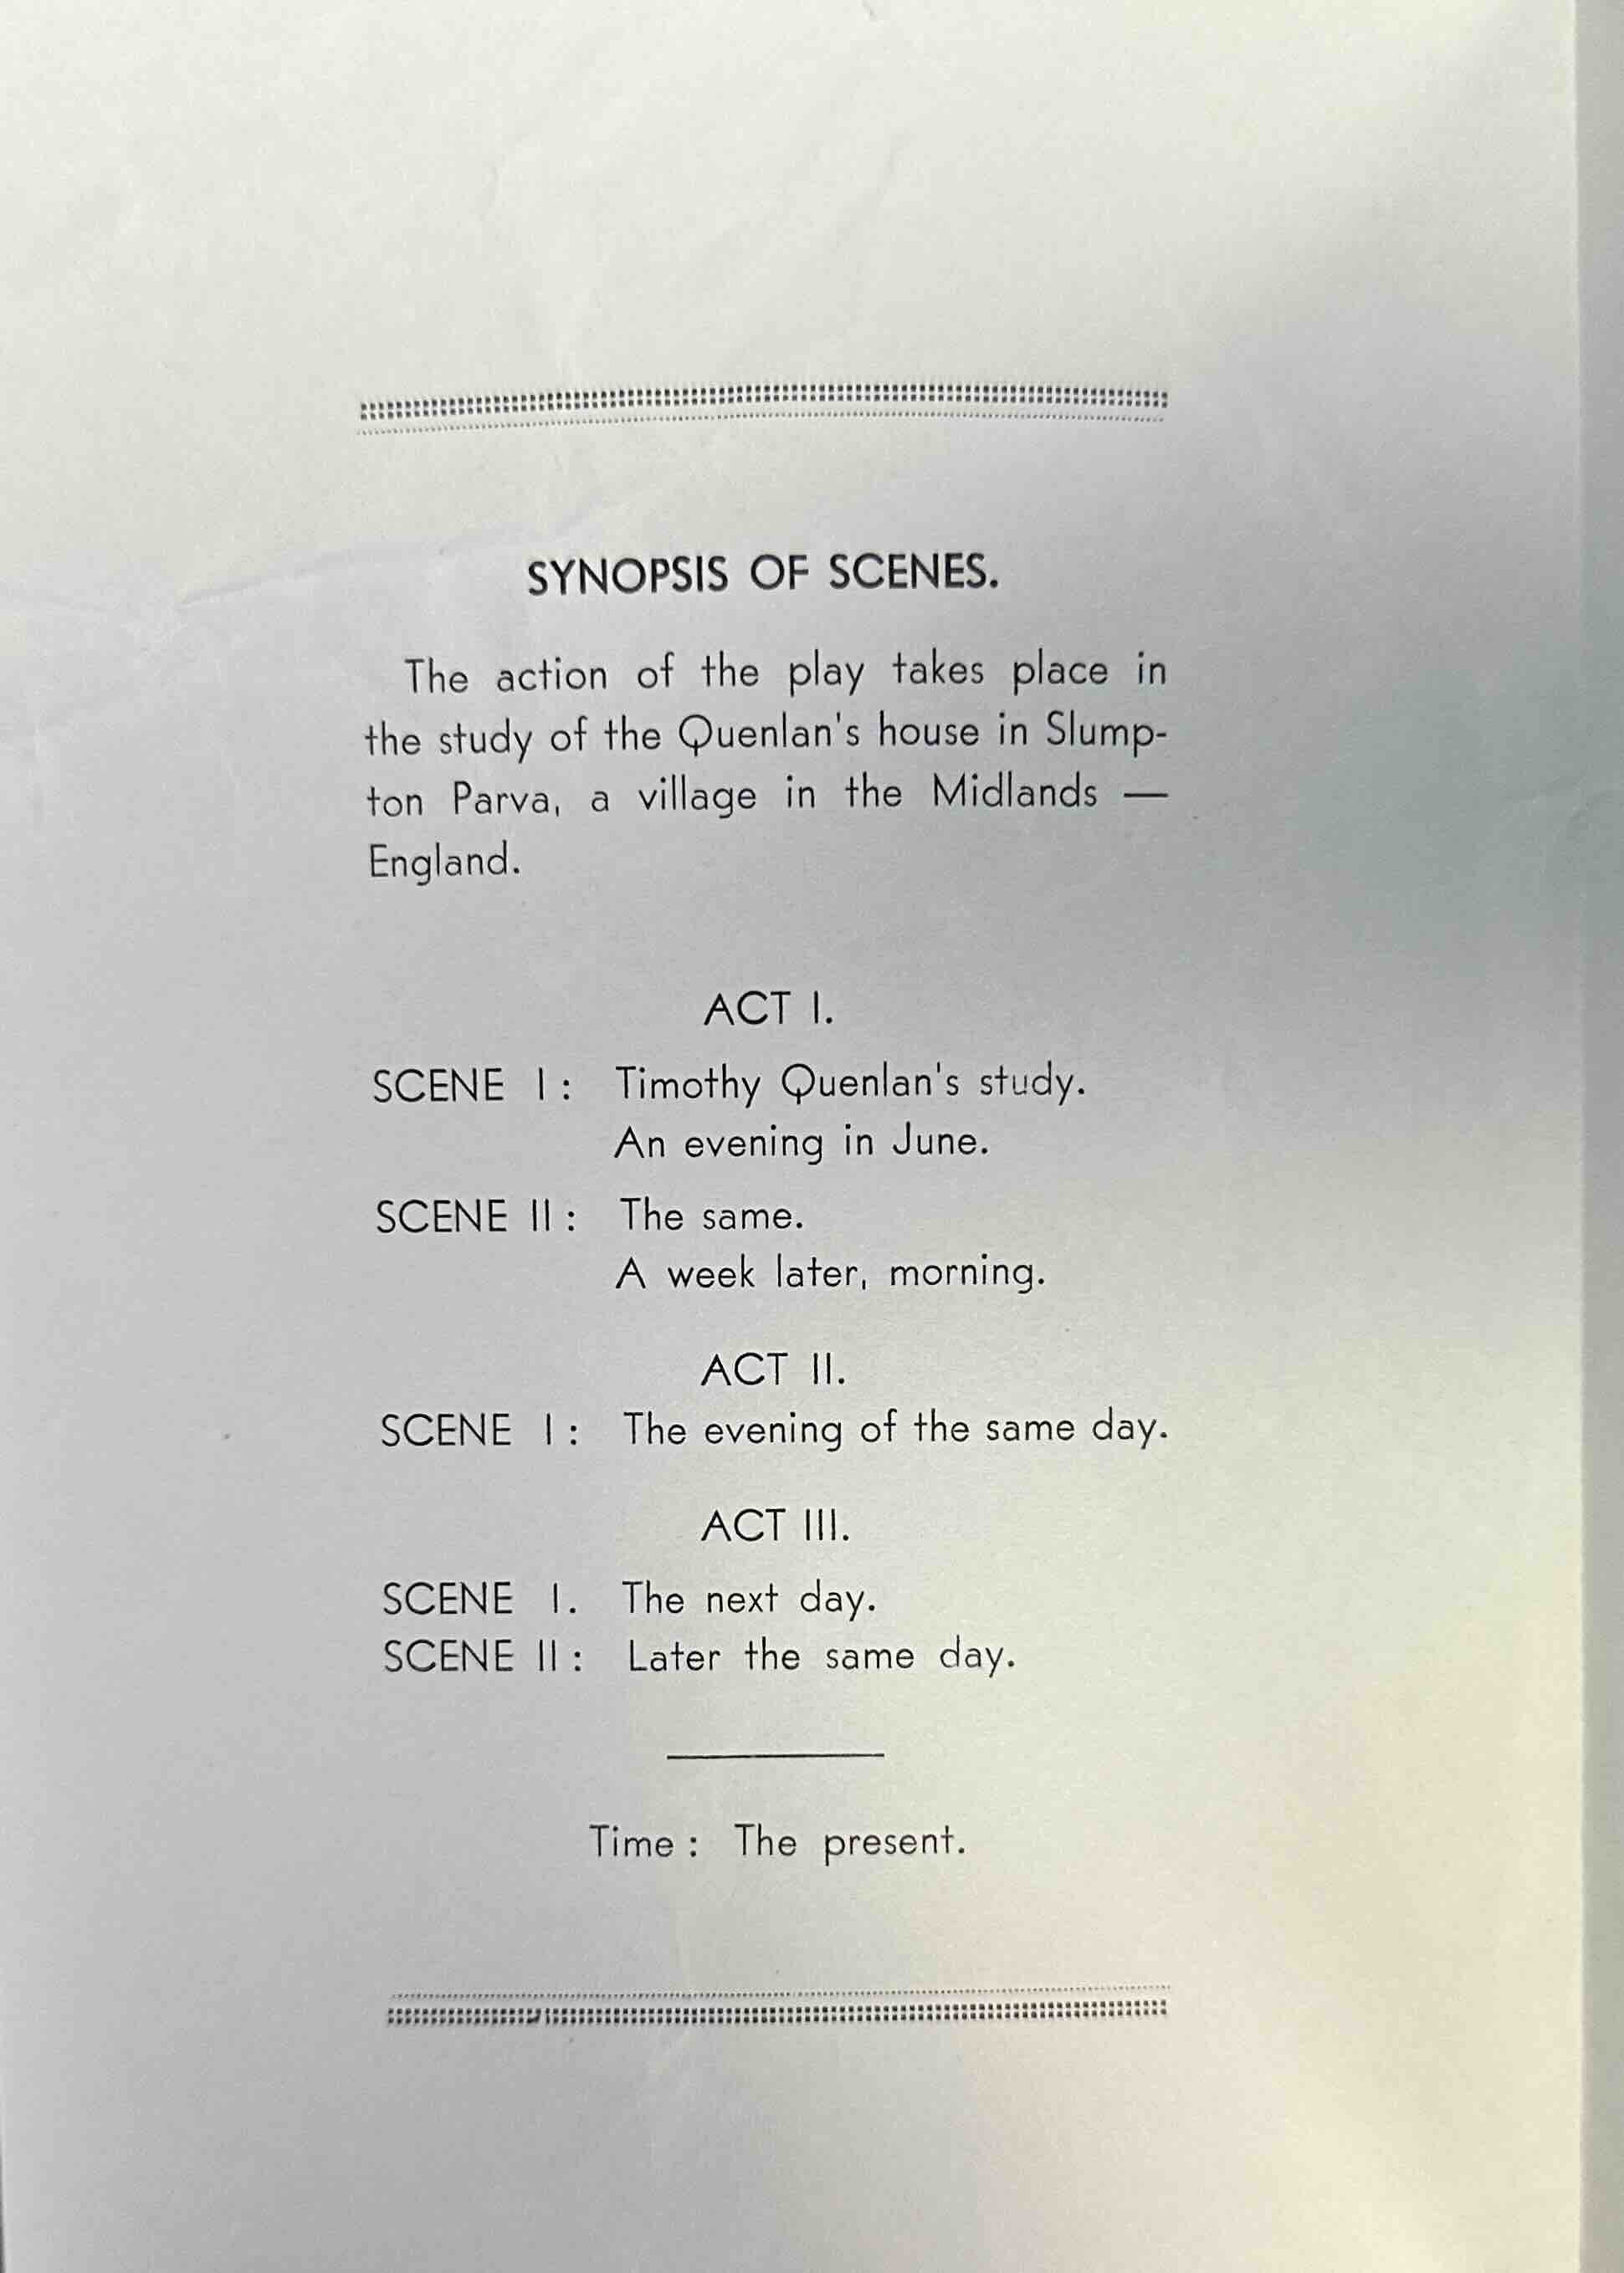 SYNOPSIS OF SCENES.
The action of the play takes place in
the study of the Quenlan's house in Slump-
ton Parva, a village in the Midlands —
England.
ACT I.
SCENE I : Timothy Quenlan's study.
An evening in June.
SCENE II : The same.
A week later, morning.
ACT II.
SCENE I : The evening of the same day.
ACT III.
SCENE I. The next day.
SCENE II : Later the same day.
Time : The present.